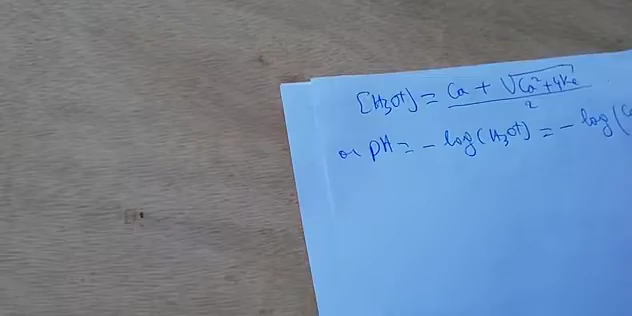 [H3O+] = Ca + √Ca²+4Ke / 2
or pH = - log(H3O+) = - log(